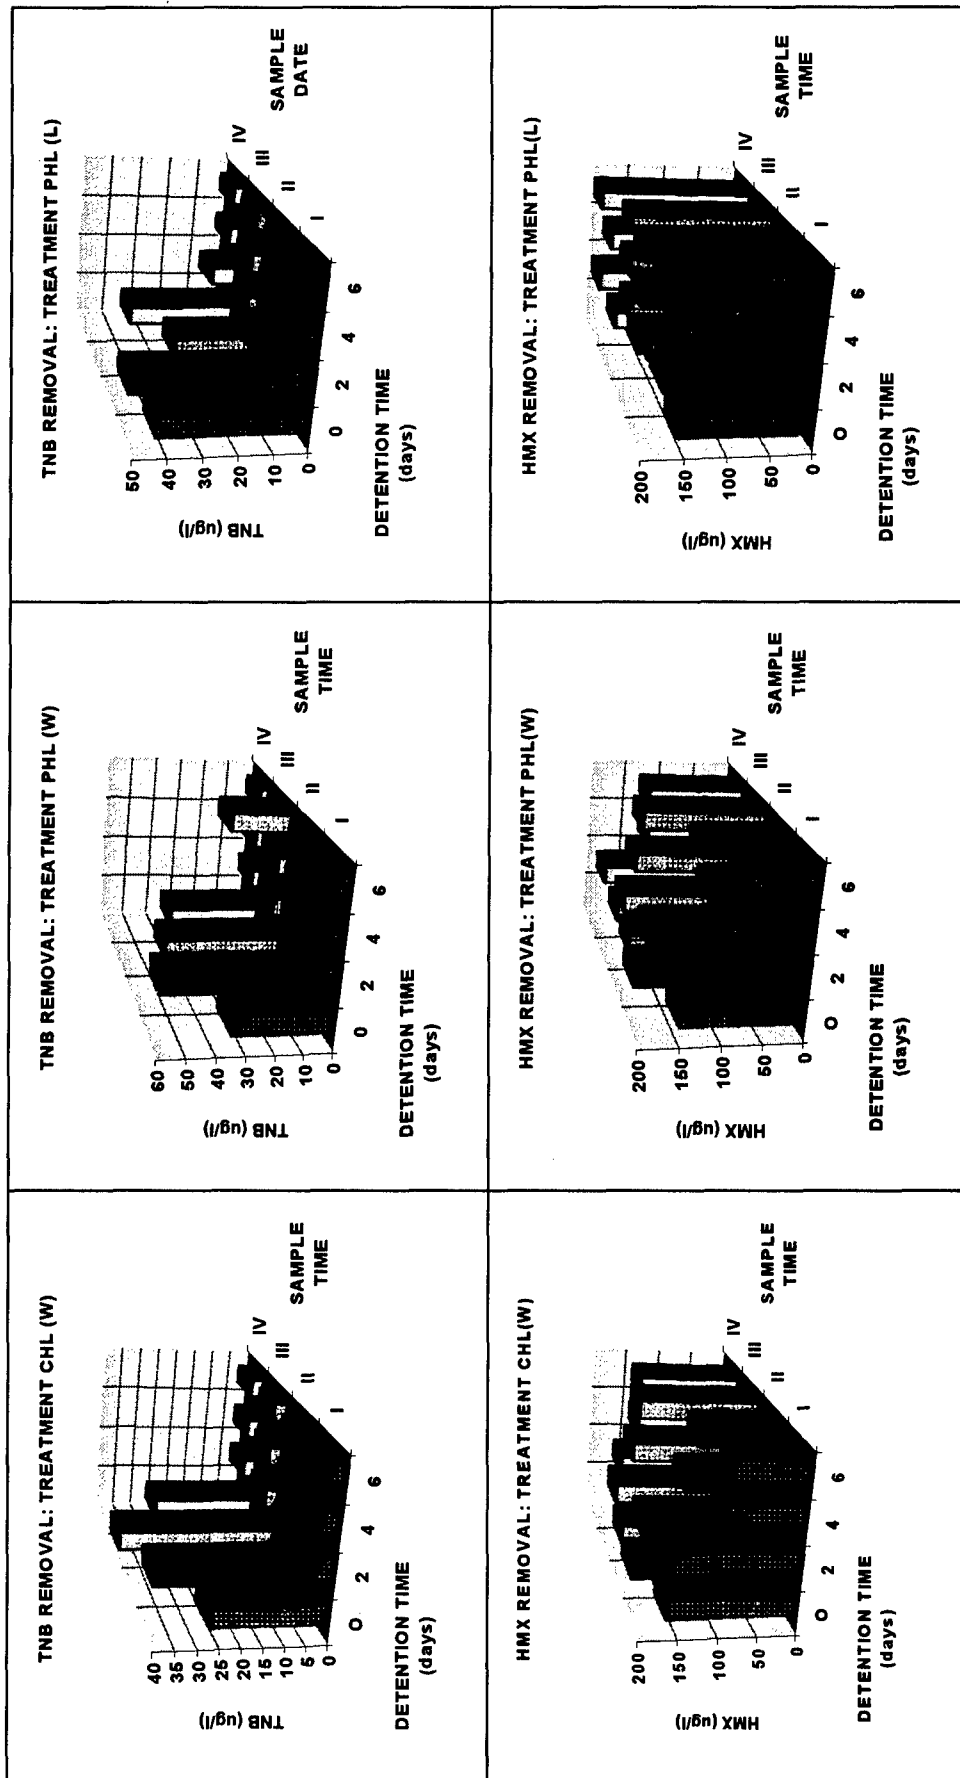 TNB REMOVAL: TREATMENT CHL (W)
TNB (ug/l)
40
35
30
25
20
15
10
5
0
0
2
4
6
DETENTION TIME
(days)
I
II
III
IV
SAMPLE
TIME
TNB REMOVAL: TREATMENT PHL (W)
TNB (ug/l)
60
50
40
30
20
10
0
0
2
4
6
DETENTION TIME
(days)
I
II
III
IV
SAMPLE
TIME
TNB REMOVAL: TREATMENT PHL (L)
TNB (ug/l)
50
40
30
20
10
0
0
2
4
6
DETENTION TIME
(days)
I
II
III
IV
SAMPLE
DATE
HMX REMOVAL: TREATMENT CHL(W)
HMX (ug/l)
200
150
100
50
0
0
2
4
6
DETENTION TIME
(days)
I
II
III
IV
SAMPLE
TIME
HMX REMOVAL: TREATMENT PHL(W)
HMX (ug/l)
200
150
100
50
0
0
2
4
6
DETENTION TIME
(days)
I
II
III
IV
SAMPLE
TIME
HMX REMOVAL: TREATMENT PHL(L)
HMX (ug/l)
200
150
100
50
0
0
2
4
6
DETENTION TIME
(days)
I
II
III
IV
SAMPLE
TIME